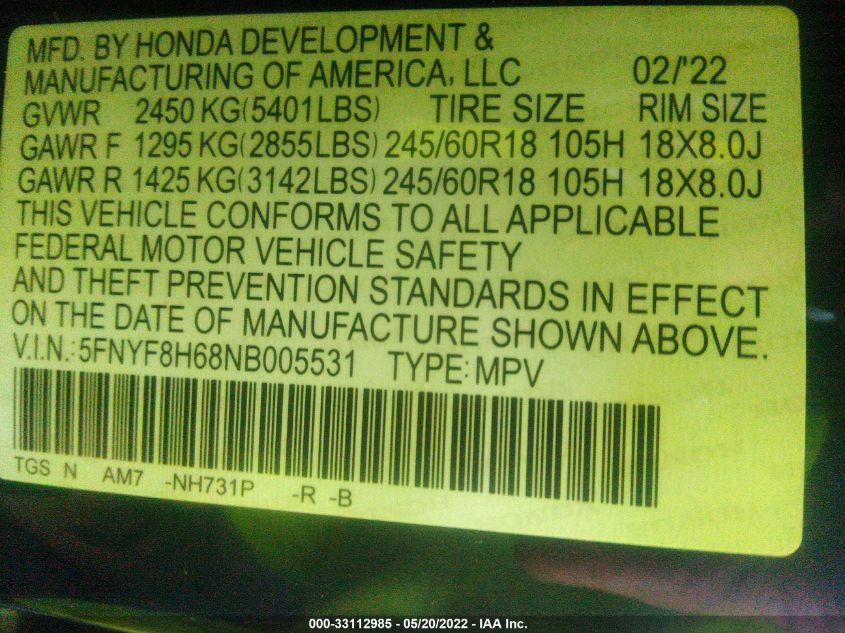 MFD. BY HONDA DEVELOPMENT &
MANUFACTURING OF AMERICA, LLC 02/'22
GVWR 2450 KG(5401LBS) TIRE SIZE RIM SIZE
GAWR F 1295 KG(2855LBS) 245/60R18 105H 18X8.0J
GAWR R 1425 KG(3142LBS) 245/60R18 105H 18X8.0J
THIS VEHICLE CONFORMS TO ALL APPLICABLE
FEDERAL MOTOR VEHICLE SAFETY
AND THEFT PREVENTION STANDARDS IN EFFECT
ON THE DATE OF MANUFACTURE SHOWN ABOVE.
V.I.N.: 5FNYF8H68NB005531 TYPE: MPV
TGS N AM7 -NH731P -R -B
000-33112985 - 05/20/2022 - IAA Inc.